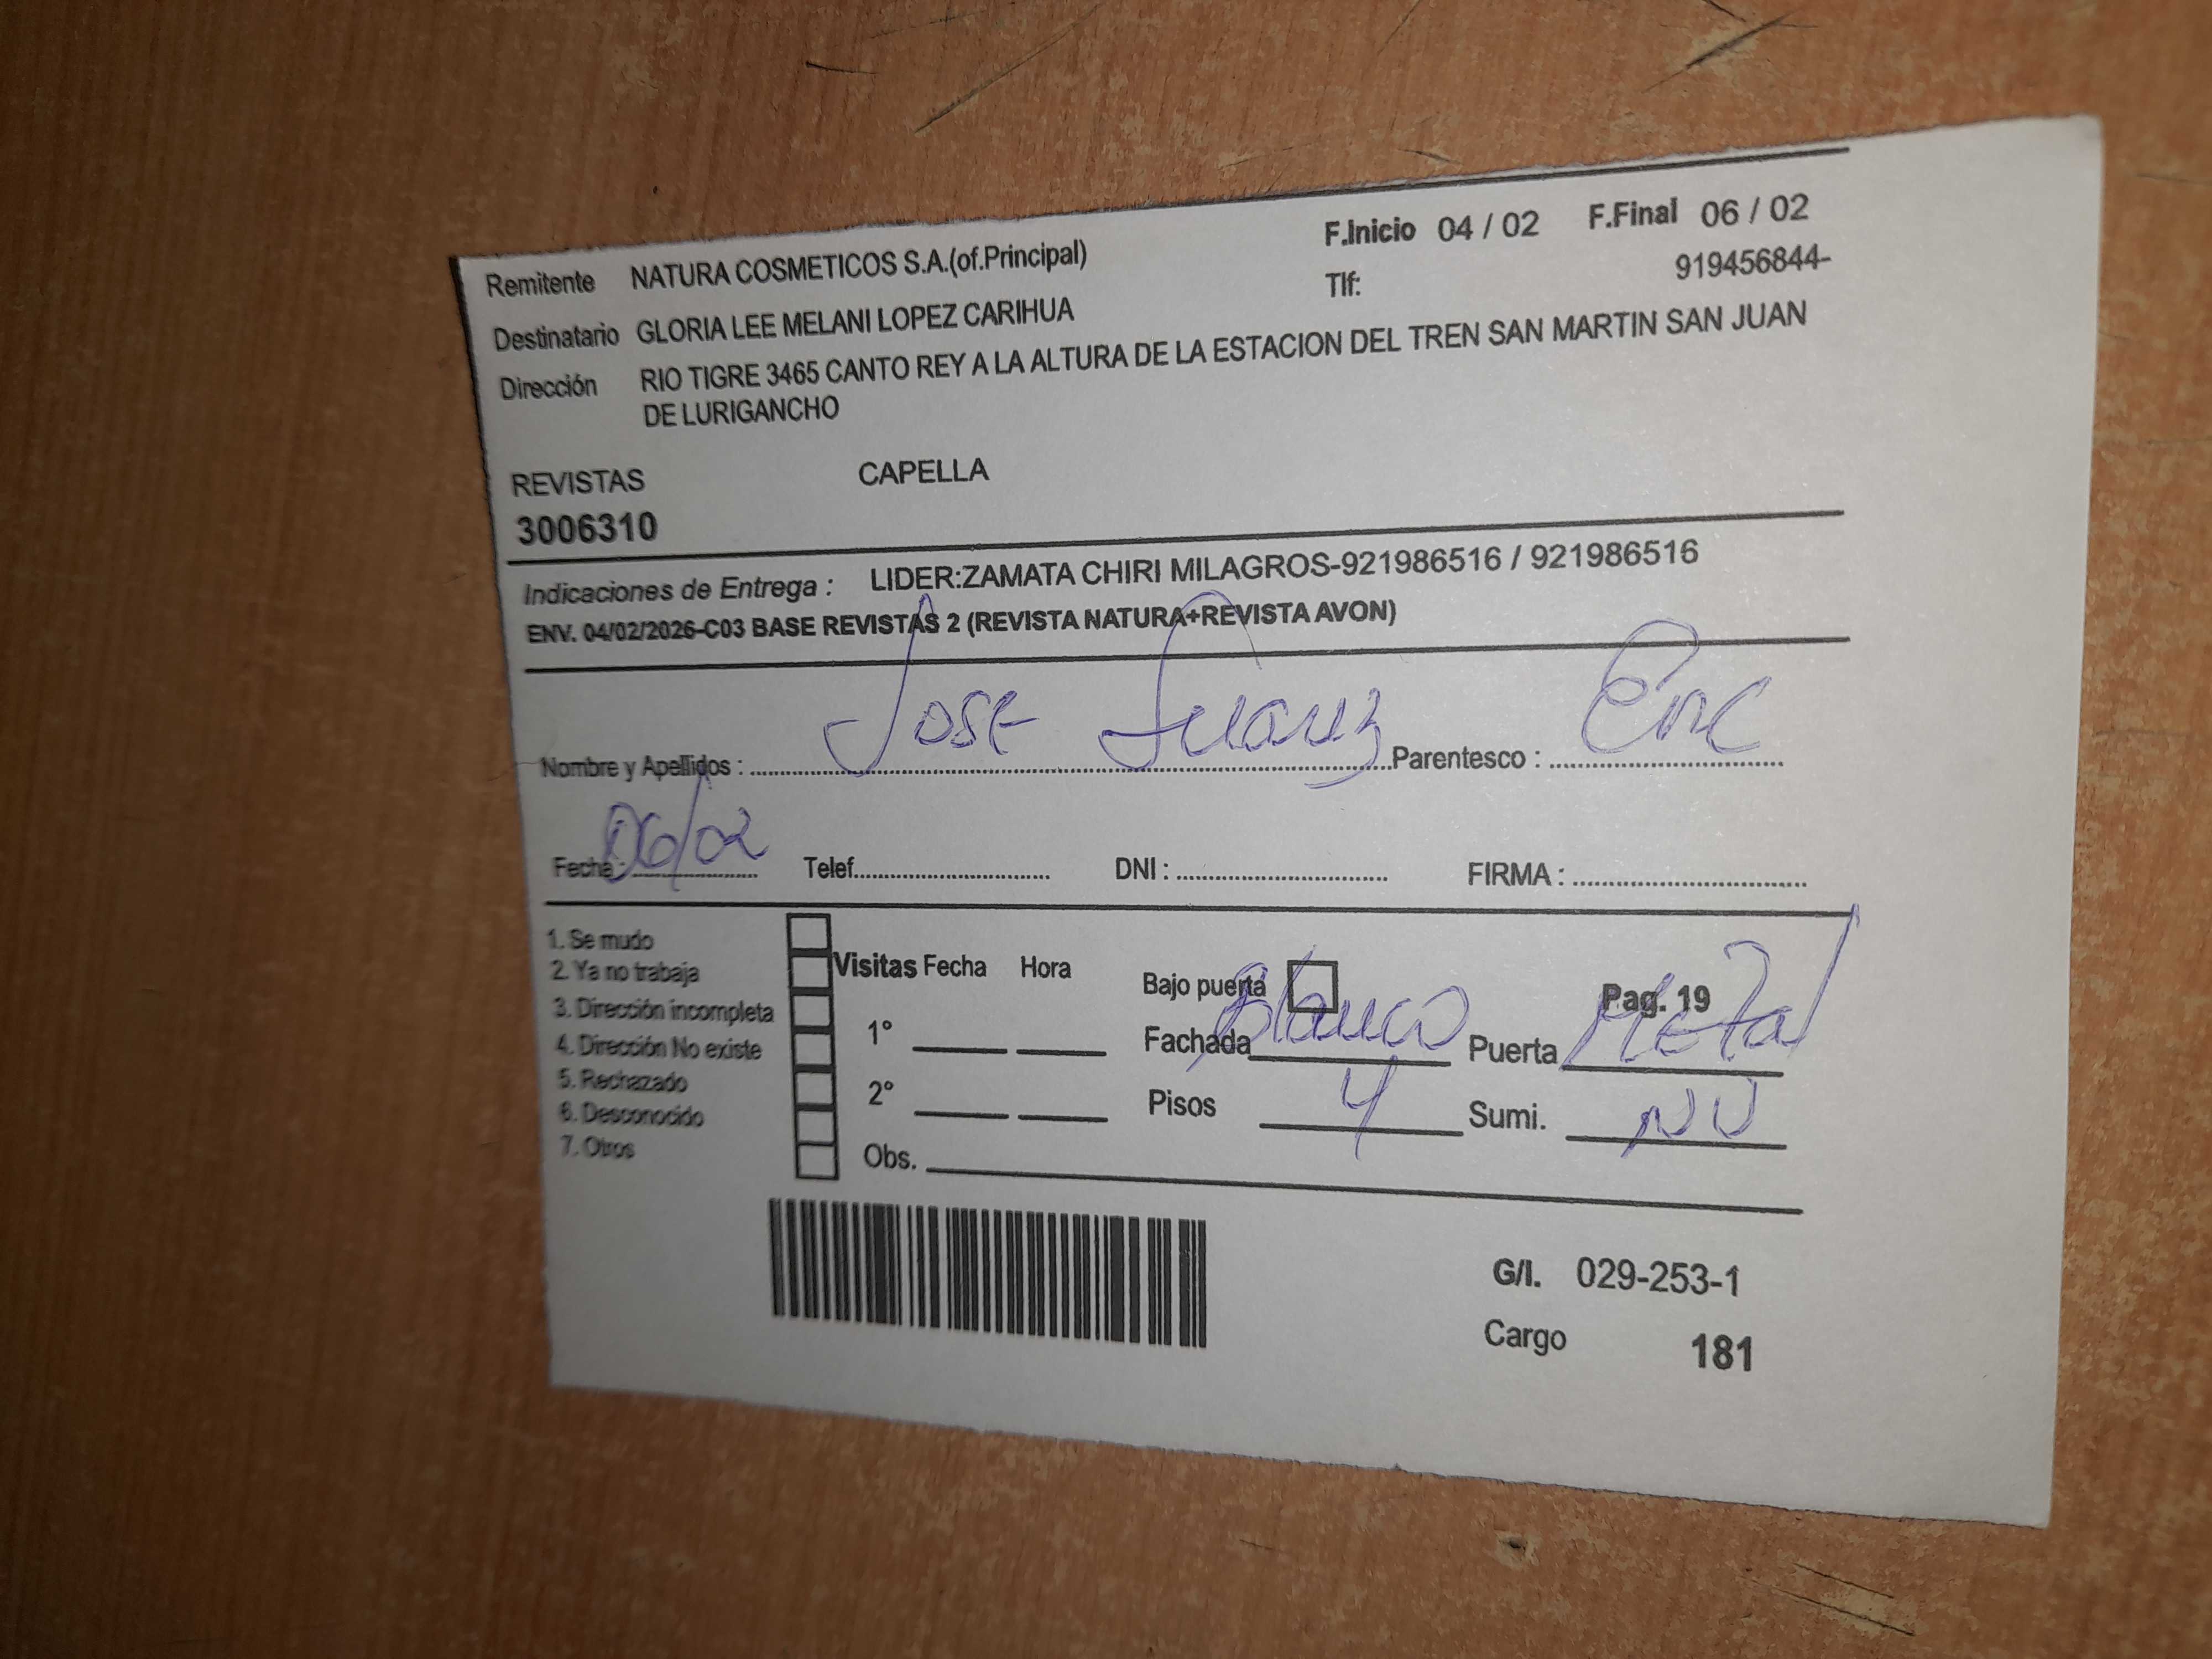 Remitente NATURA COSMETICOS S.A.(of.Principal) F.Inicio 04 / 02 F.Final 06 / 02
Tlf: 919456844-
Destinatario GLORIA LEE MELANI LOPEZ CARIHUA
Dirección RIO TIGRE 3465 CANTO REY A LA ALTURA DE LA ESTACION DEL TREN SAN MARTIN SAN JUAN
DE LURIGANCHO
REVISTAS CAPELLA
3006310
Indicaciones de Entrega : LIDER:ZAMATA CHIRI MILAGROS-921986516 / 921986516
ENV. 04/02/2026-C03 BASE REVISTAS 2 (REVISTA NATURA+REVISTA AVON)
Nombre y Apellidos : Jose Suarez Parentesco : Enc
Fecha : 06/02 Telef. DNI : FIRMA :
1. Se mudo
2. Ya no trabaja
3. Dirección incompleta
4. Dirección No existe
5. Rechazado
6. Desconocido
7. Otros
Visitas Fecha Hora
1°
2°
Obs.
Bajo puerta Pag. 19
Fachada Blanco Puerta Metal
Pisos 4 Sumi.
G/I. 029-253-1
Cargo 181